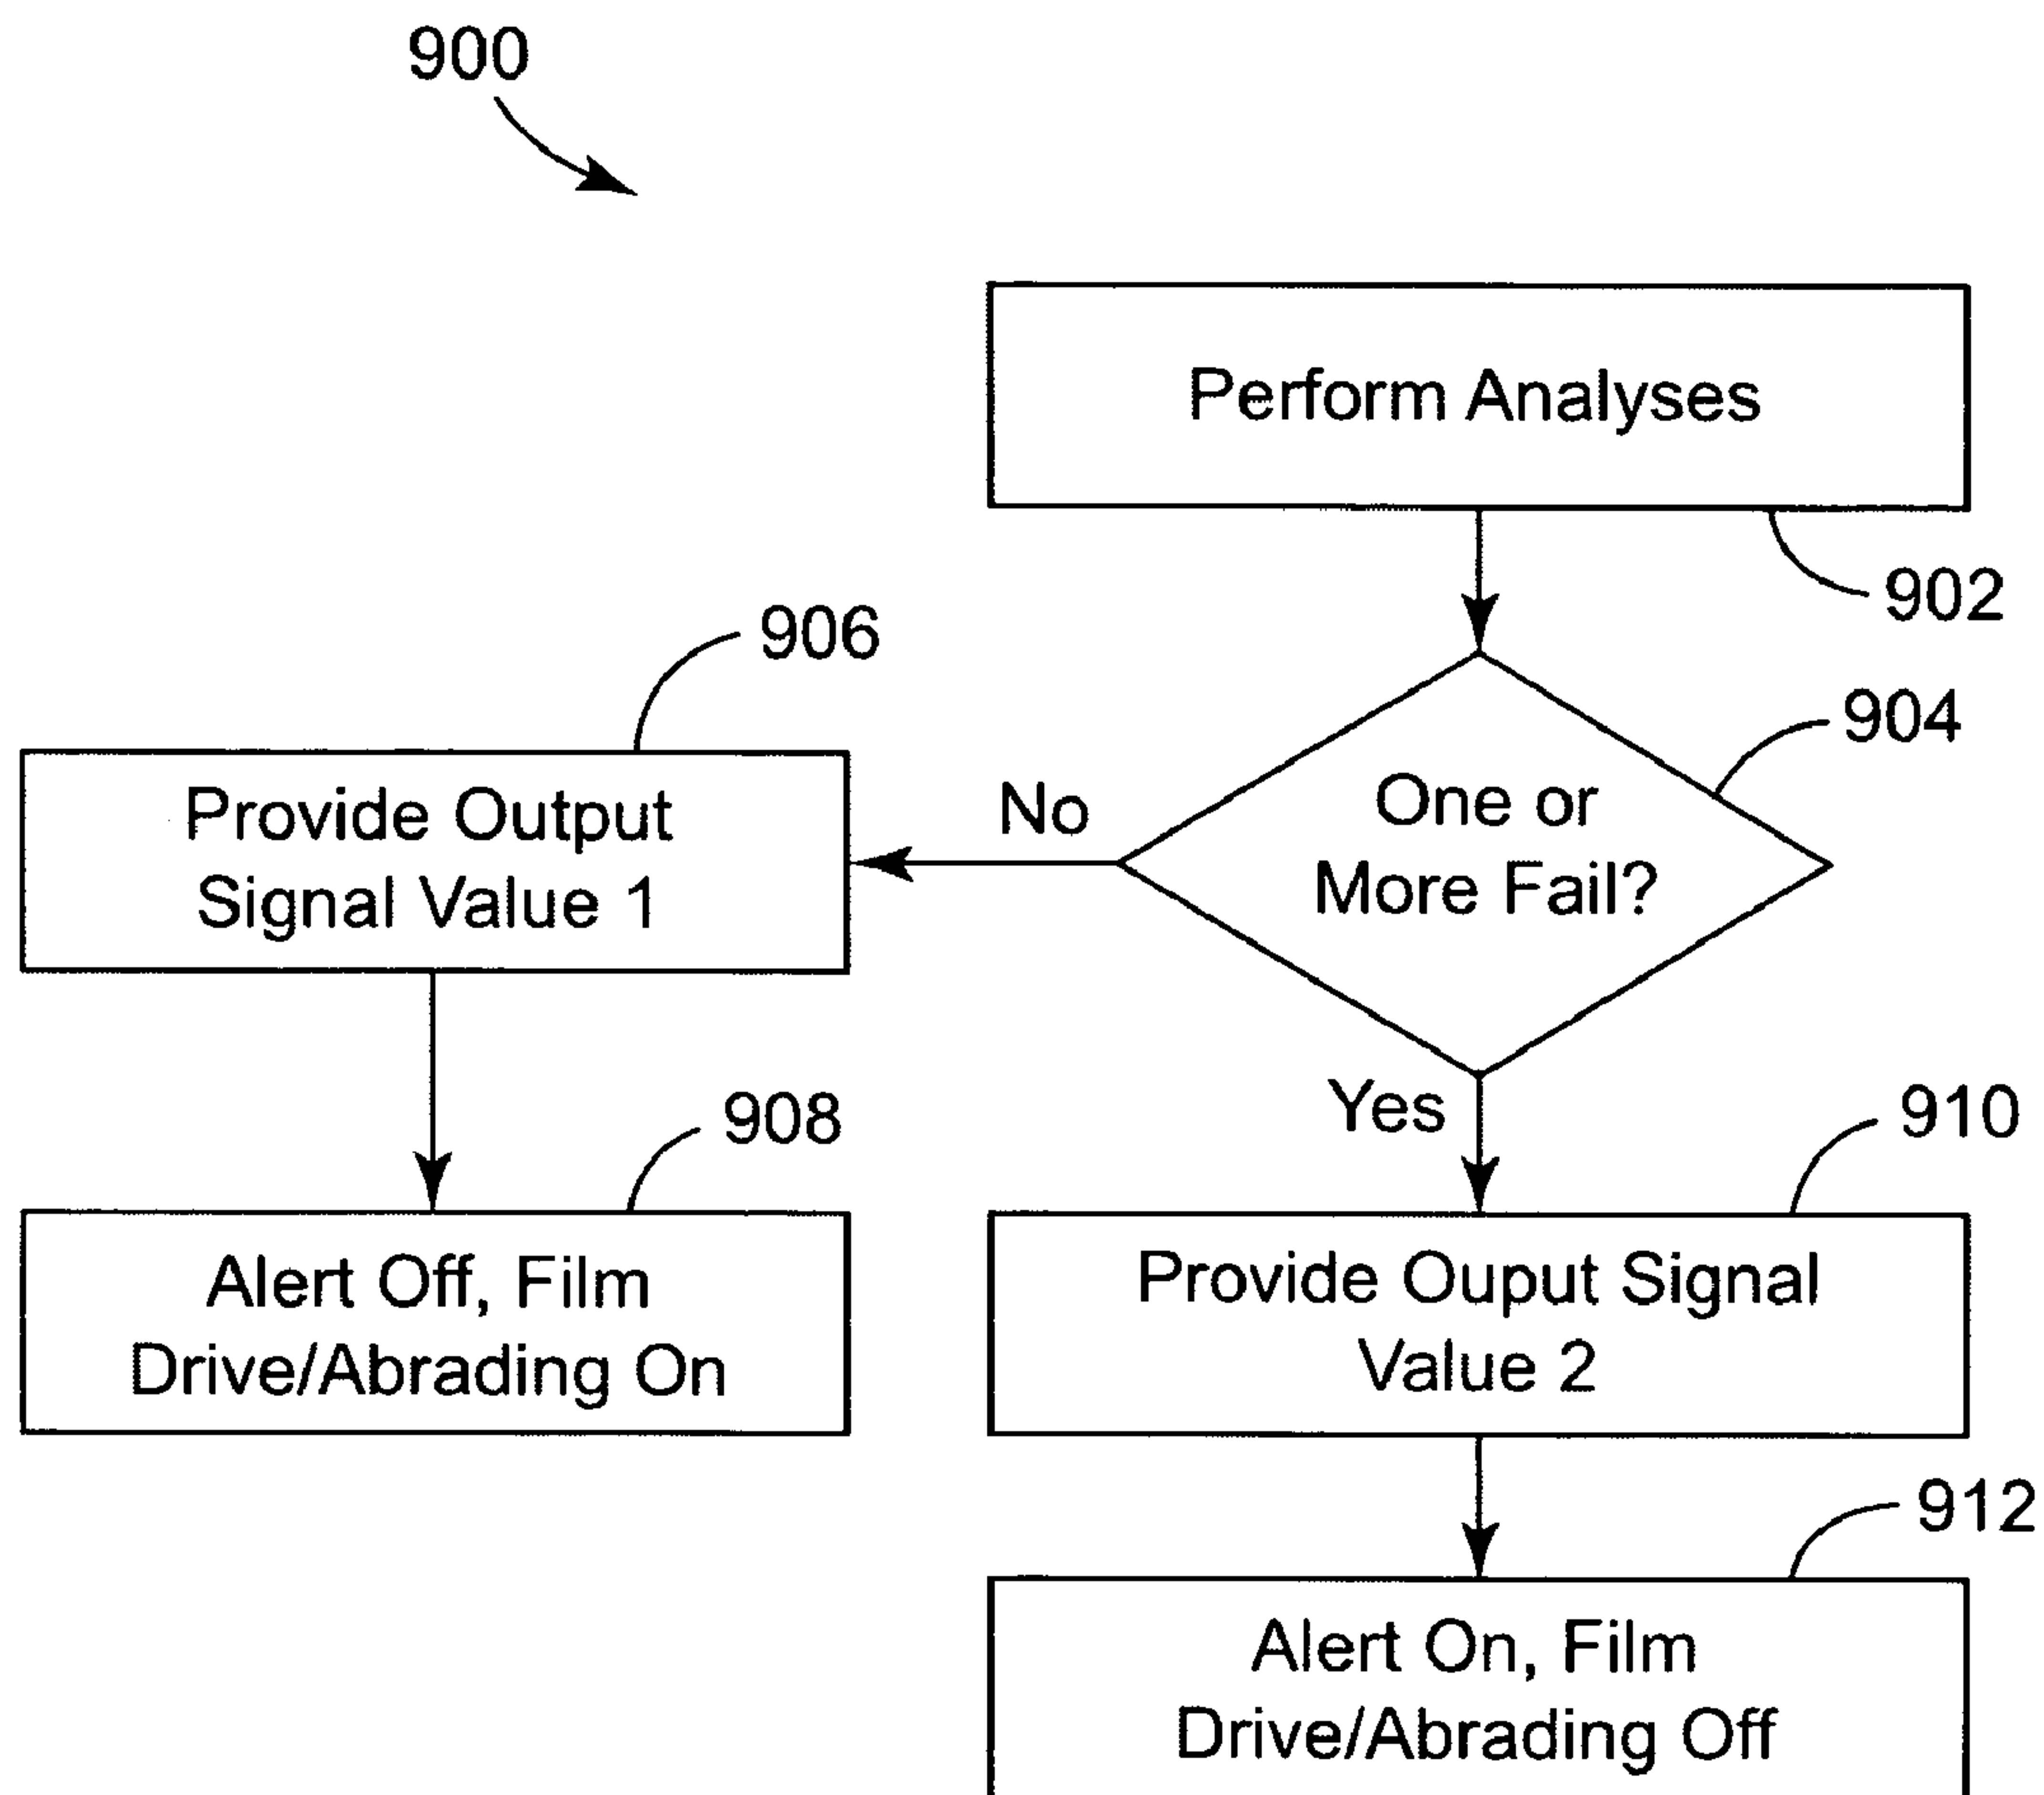 900
Perform Analyses
902
904
One or
More Fail?
No
906
Provide Output
Signal Value 1
908
Alert Off, Film
Drive/Abrading On
Yes
910
Provide Ouput Signal
Value 2
912
Alert On, Film
Drive/Abrading Off